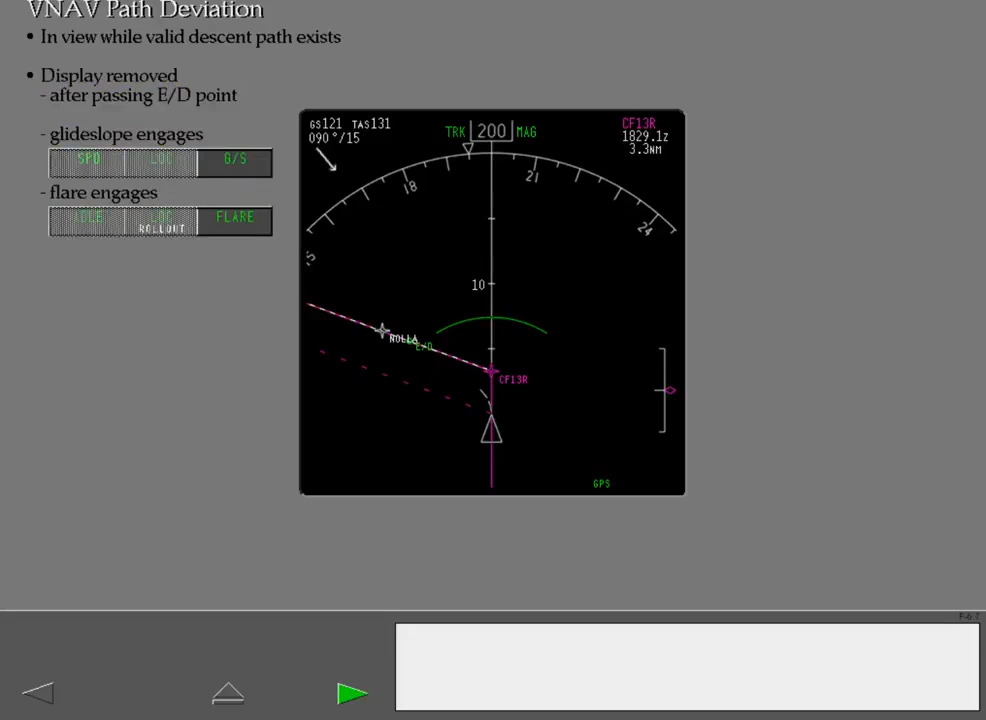 VNAV Path Deviation
• In view while valid descent path exists
• Display removed
- after passing E/D point
- glideslope engages
SPD LOC G/S
- flare engages
IDLE LOC FLARE
ROLLOUT
GS121 TAS131
090°/15
TRK 200 MAG
CF13R
1829.1z
3.3NM
18
21
24
15
10
NOLLA
E/D
CF13R
GPS